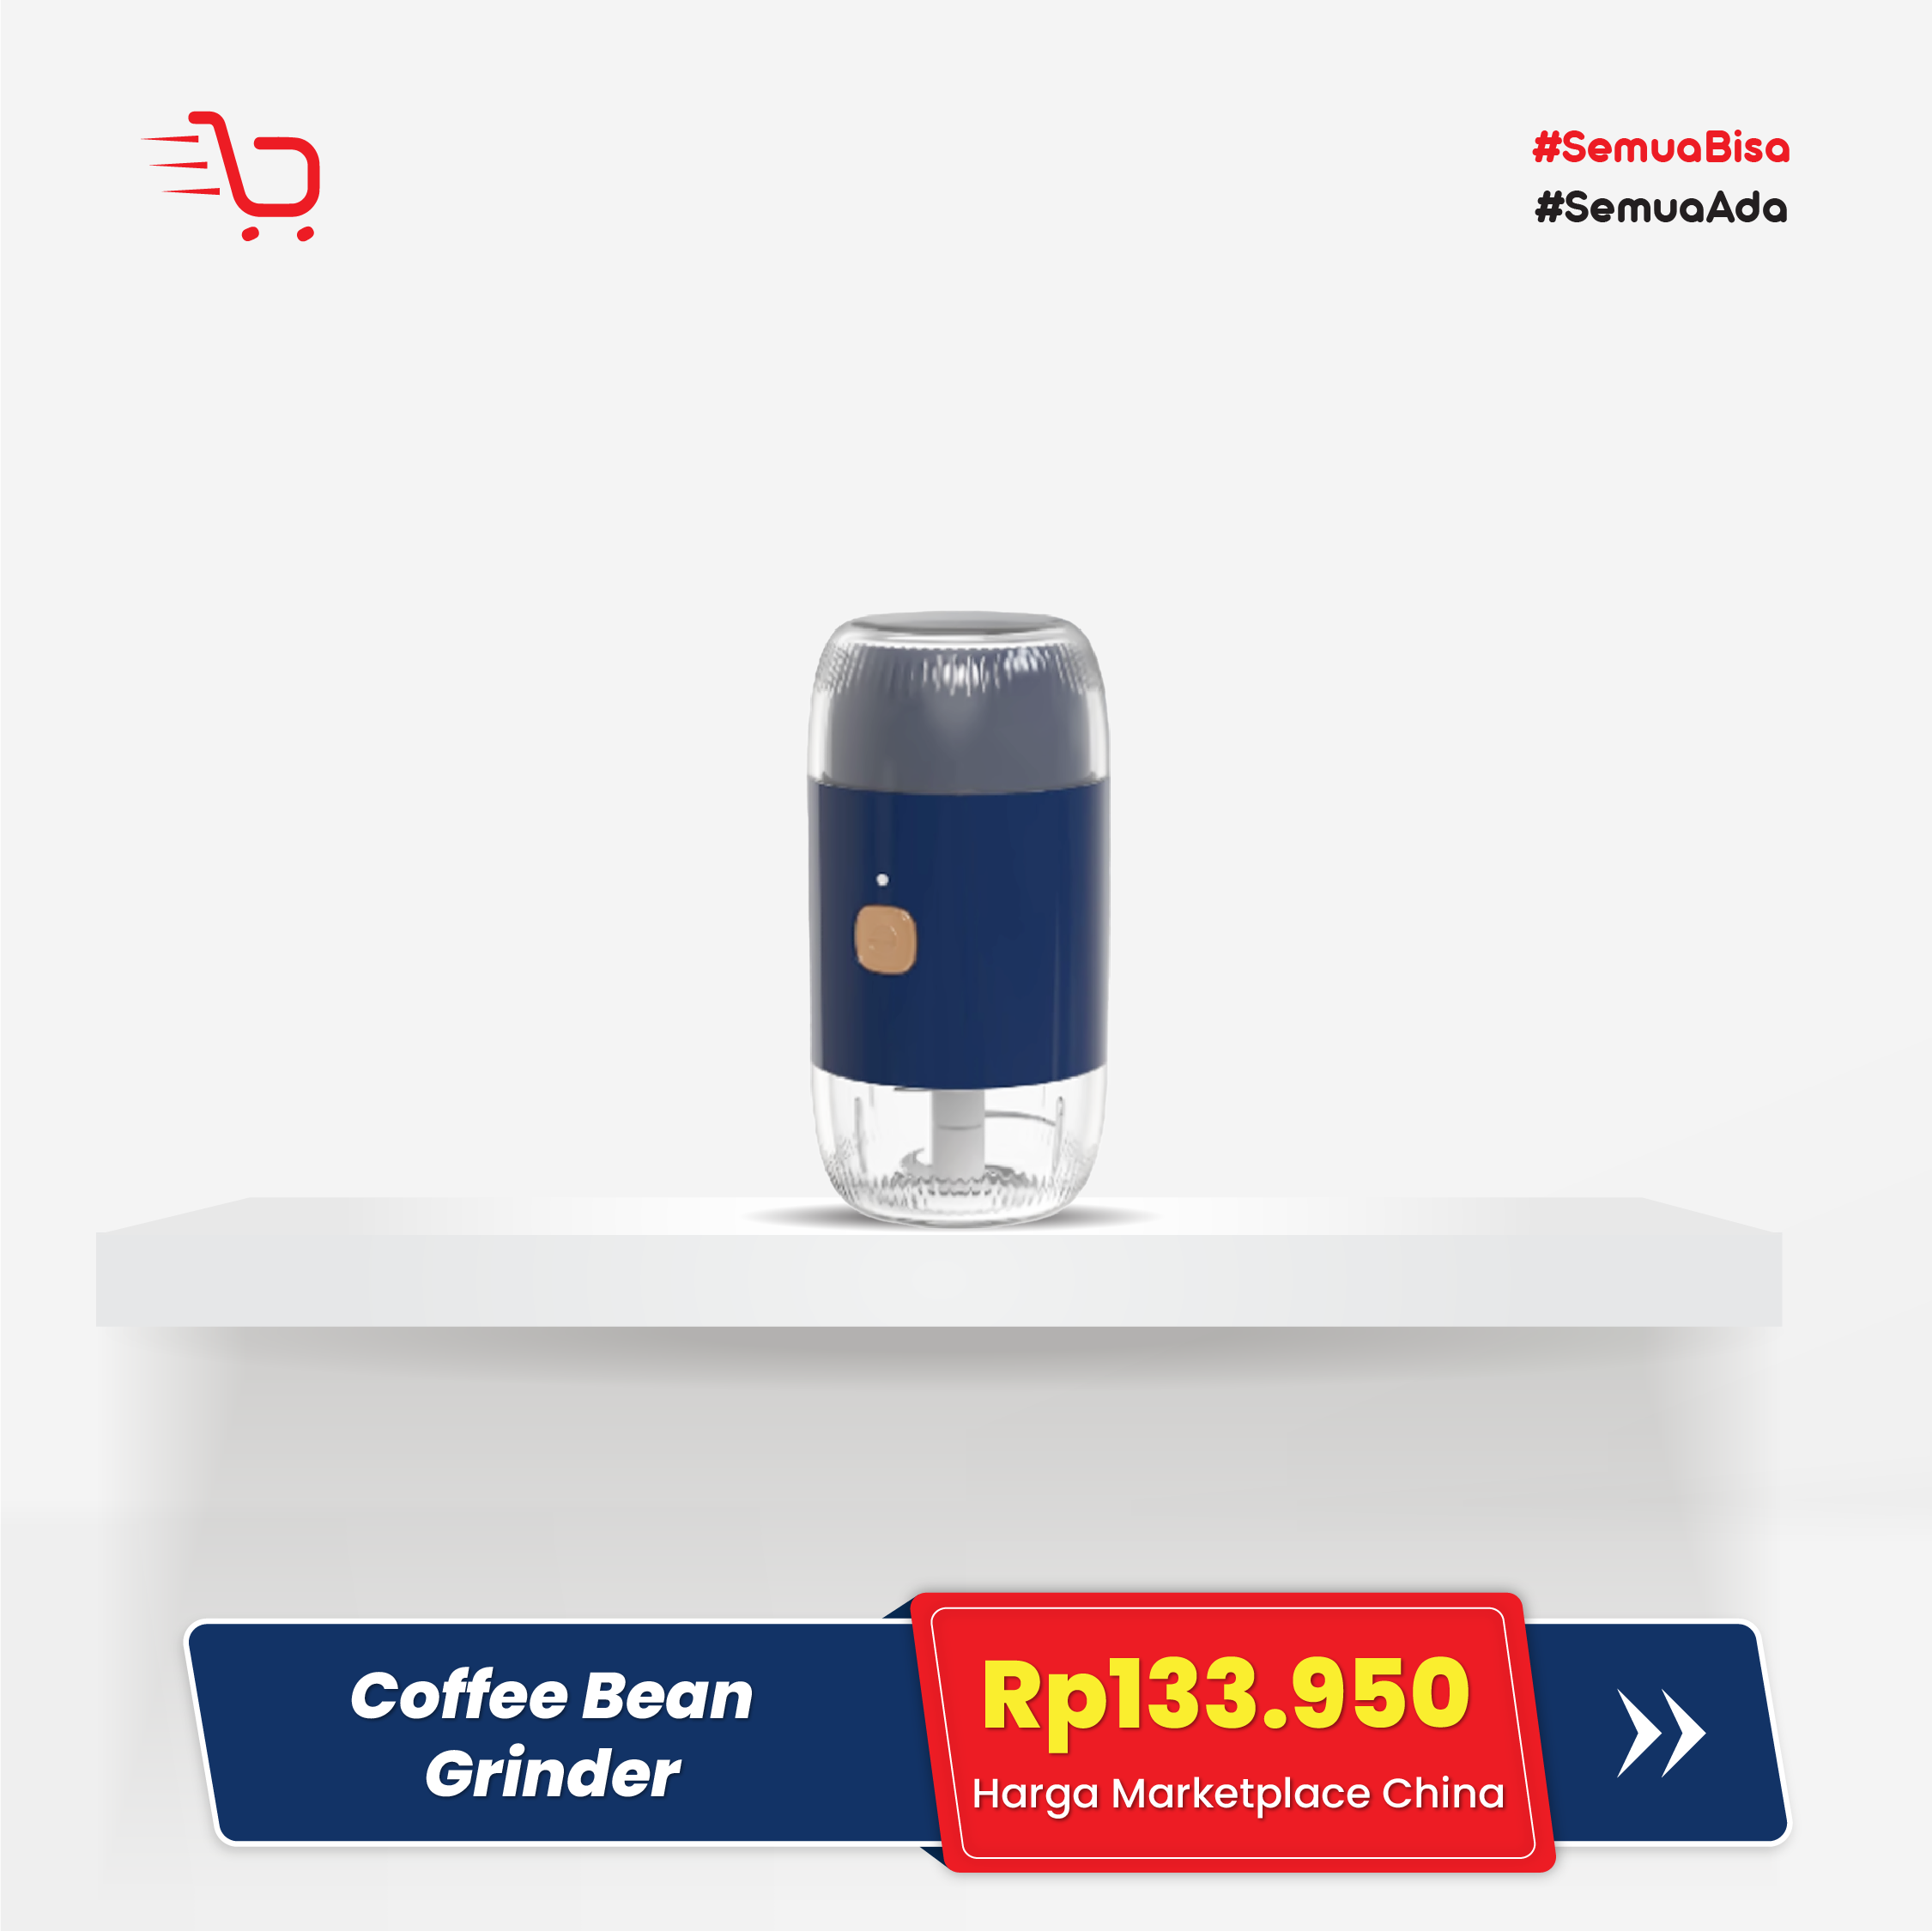 #SemuaBisa
#SemuaAda
Coffee Bean
Grinder
Rp133.950
Harga Marketplace China